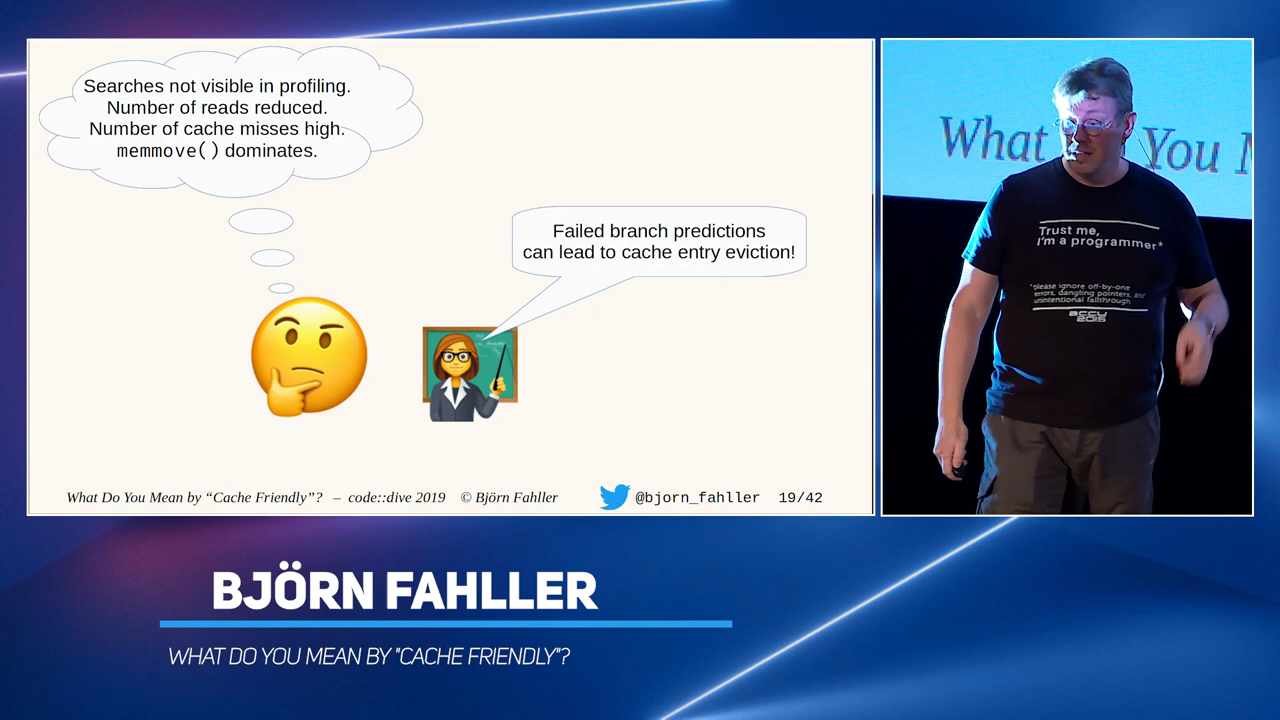 Searches not visible in profiling.
Number of reads reduced.
Number of cache misses high.
memmove() dominates.
Failed branch predictions
can lead to cache entry eviction!
What Do You Mean by “Cache Friendly”? – code::dive 2019 © Björn Fahller
@bjorn_fahller 19/42
What You
Trust me,
I'm a programmer*
*please ignore off-by-one
errors, dangling pointers, and
unintentional fallthrough
accu
2015
BJÖRN FAHLLER
WHAT DO YOU MEAN BY "CACHE FRIENDLY"?